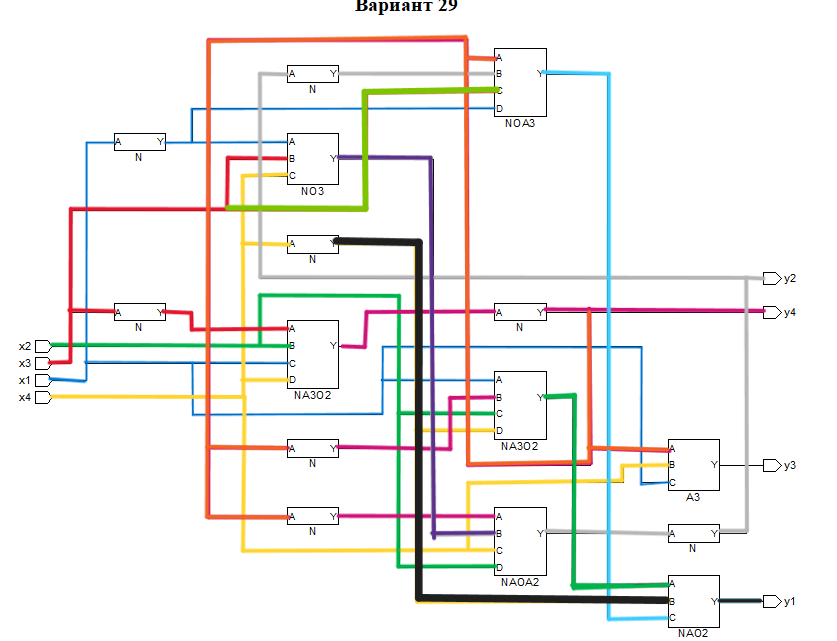 Вариант 29
A Y
N
A
B
C
D
Y
NOA3
A Y
N
A
B
C
Y
NO3
A Y
N
y2
A Y
N
A
B
C
D
Y
NA3O2
A Y
N
y4
x2
x3
x1
x4
A
B
C
D
Y
NA3O2
A Y
N
A
B
C
Y
A3
y3
A Y
N
A
B
C
D
Y
NAOA2
A Y
N
A
B
C
Y
NAO2
y1